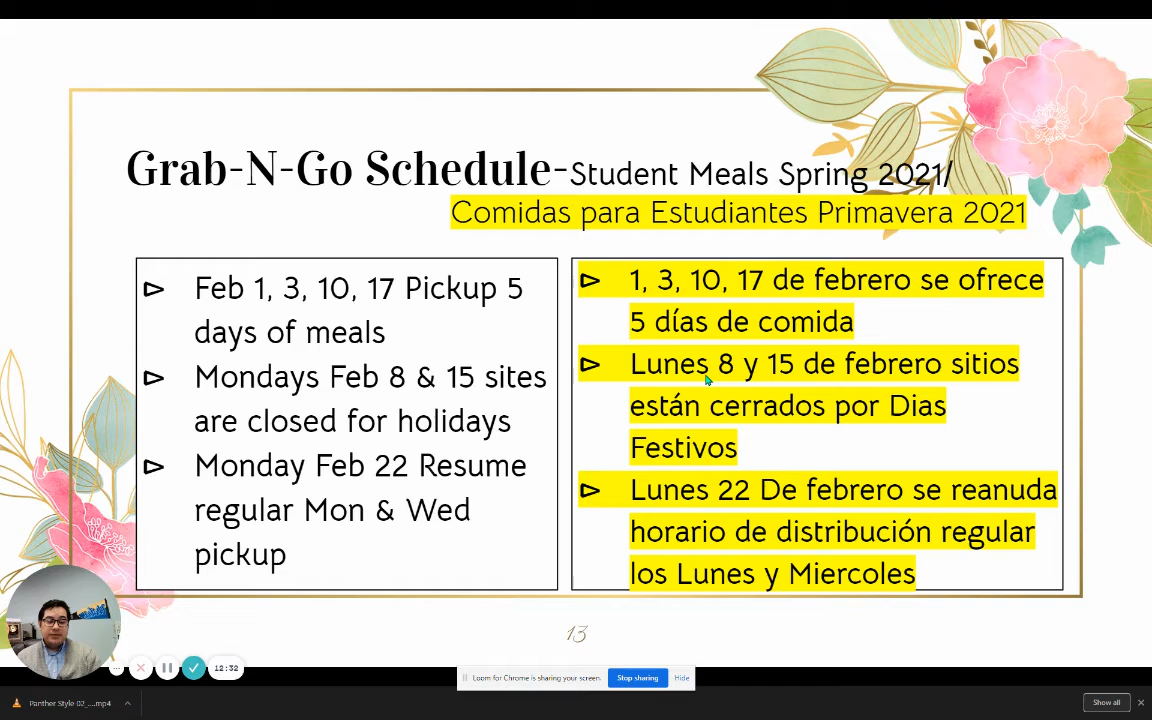 Grab-N-Go Schedule-Student Meals Spring 2021/
Comidas para Estudiantes Primavera 2021
⊳ Feb 1, 3, 10, 17 Pickup 5
days of meals
⊳ Mondays Feb 8 & 15 sites
are closed for holidays
⊳ Monday Feb 22 Resume
regular Mon & Wed
pickup
⊳ 1, 3, 10, 17 de febrero se ofrece
5 días de comida
⊳ Lunes 8 y 15 de febrero sitios
están cerrados por Dias
Festivos
⊳ Lunes 22 De febrero se reanuda
horario de distribución regular
los Lunes y Miercoles
13
12:32
Loom for Chrome is sharing your screen.
Stop sharing
Hide
Panther Style 02_....mp4
Show all